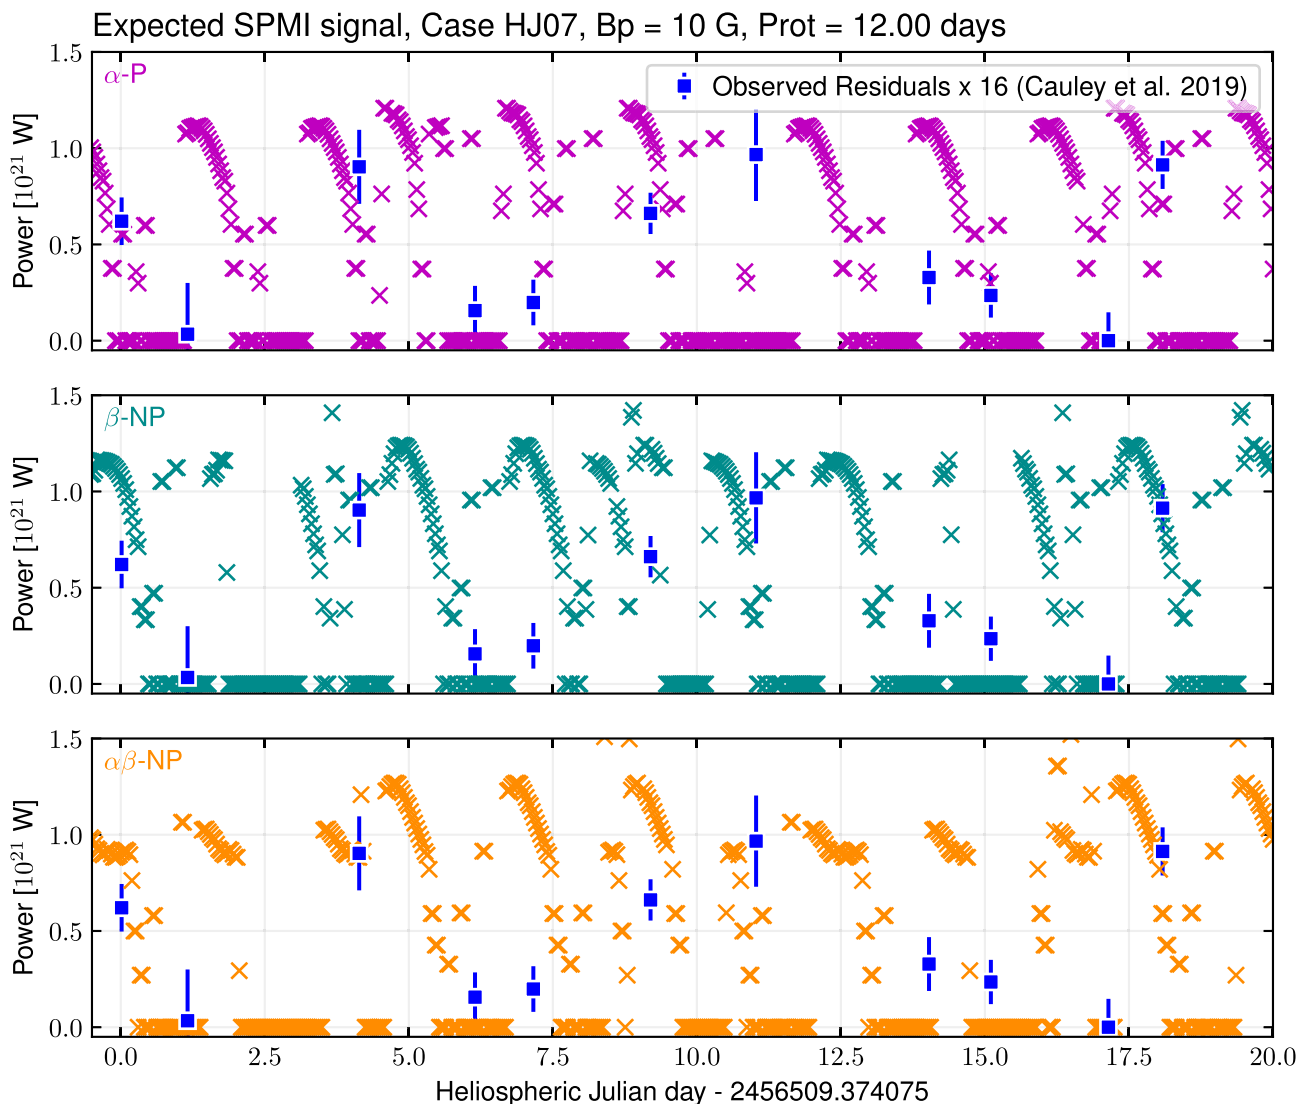 Expected SPMI signal, Case HJ07, Bp = 10 G, Prot = 12.00 days
1.5
α-P
Observed Residuals x 16 (Cauley et al. 2019)
1.0
0.5
0.0
Power [10²¹ W]
1.5
β-NP
1.0
0.5
0.0
Power [10²¹ W]
1.5
αβ-NP
1.0
0.5
0.0
Power [10²¹ W]
0.0 2.5 5.0 7.5 10.0 12.5 15.0 17.5 20.0
Heliospheric Julian day - 2456509.374075